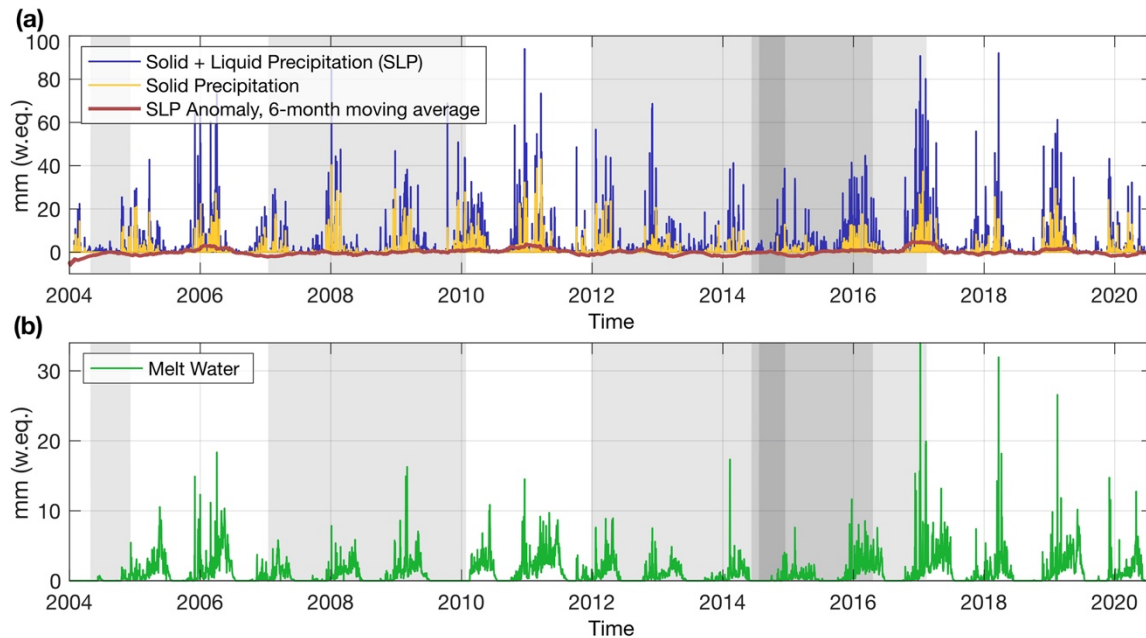 (a)
100
80
60
40
20
0
mm (w.eq.)
Solid + Liquid Precipitation (SLP)
Solid Precipitation
SLP Anomaly, 6-month moving average
2004 2006 2008 2010 2012 2014 2016 2018 2020
Time
(b)
30
20
10
0
mm (w.eq.)
Melt Water
2004 2006 2008 2010 2012 2014 2016 2018 2020
Time